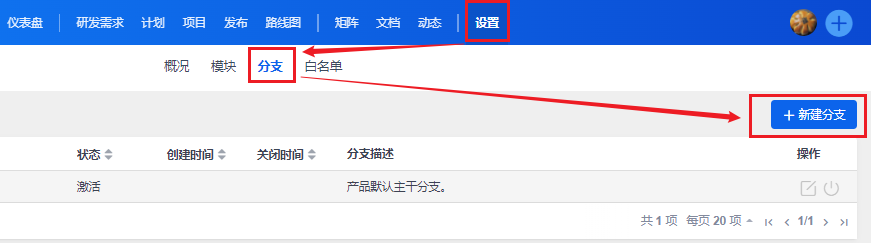 仪表盘 研发需求 计划 项目 发布 路线图 矩阵 文档 动态 设置
概况 模块 分支 白名单
+ 新建分支
状态 创建时间 关闭时间 分支描述 操作
激活 产品默认主干分支。
共 1 项 每页 20 项 1/1